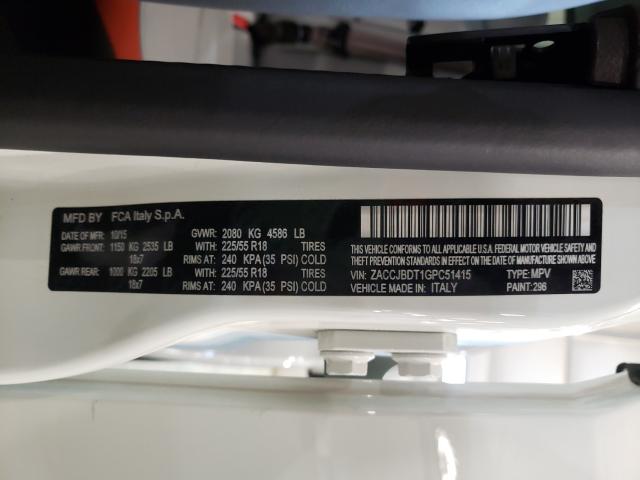 MFD BY FCA Italy S.p.A.
DATE OF MFR: 10/15 GVWR: 2080 KG 4586 LB
GAWR FRONT: 1150 KG 2535 LB WITH: 225/55 R18 TIRES
18x7 RIMS AT: 240 KPA (35 PSI) COLD
GAWR REAR: 1000 KG 2205 LB WITH: 225/55 R18 TIRES
18x7 RIMS AT: 240 KPA (35 PSI) COLD
THIS VEHICLE CONFORMS TO ALL APPLICABLE U.S.A. FEDERAL MOTOR VEHICLE SAFETY, BUMPER, AND
THEFT PREVENTION STANDARDS IN EFFECT ON THE DATE OF MANUFACTURE SHOWN ABOVE
VIN: ZACCJBDT1GPC51415 TYPE: MPV
VEHICLE MADE IN: ITALY PAINT: 296